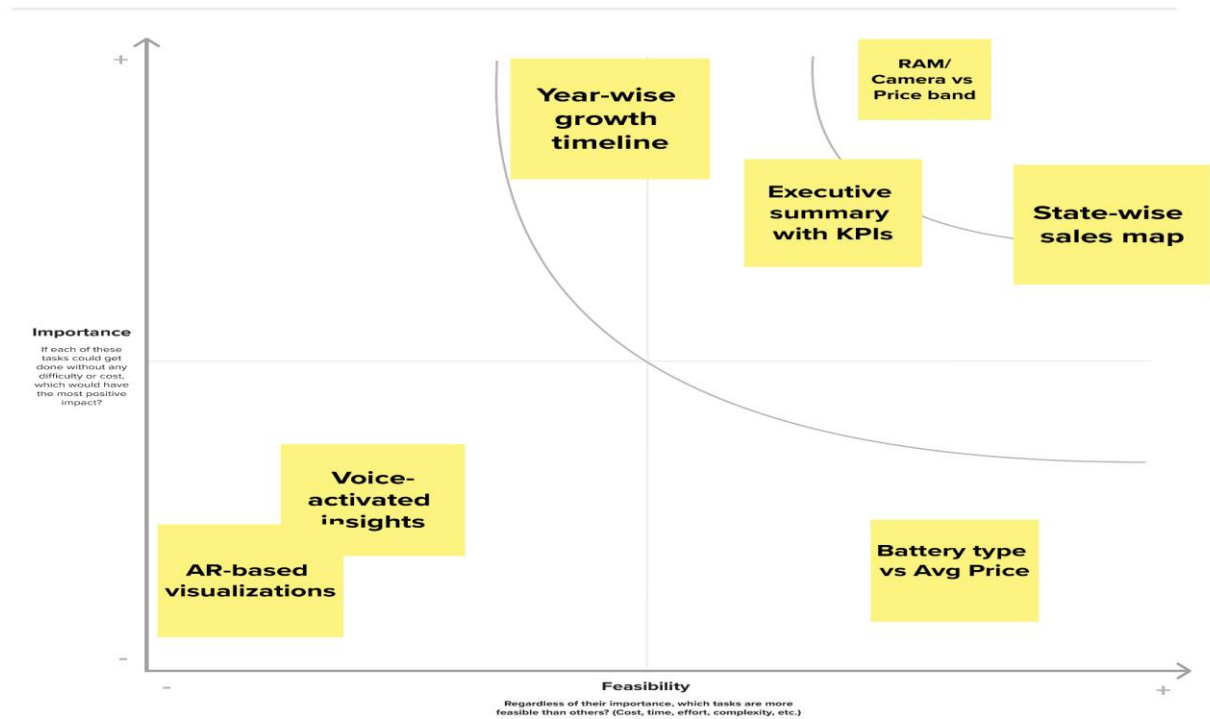 +
RAM/
Camera vs
Price band
Year-wise
growth
timeline
Executive
summary
with KPIs
State-wise
sales map
Importance
If each of these
tasks could get
done without any
difficulty or cost,
which would have
the most positive
impact?
Voice-
activated
insights
AR-based
visualizations
Battery type
vs Avg Price
-
-
Feasibility
+
Regardless of their importance, which tasks are more
feasible than others? (Cost, time, effort, complexity, etc.)